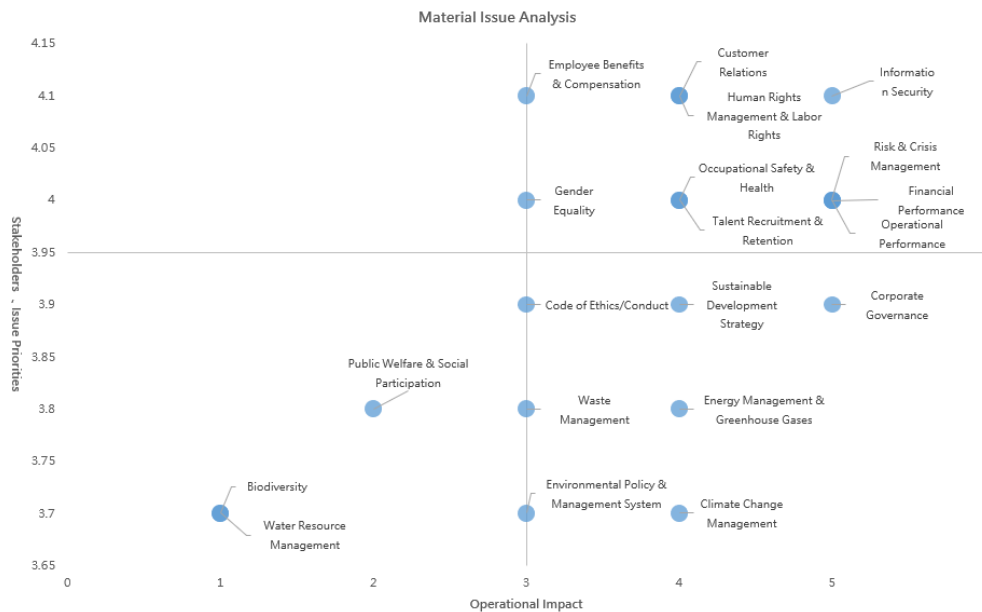 Material Issue Analysis
4.15
4.1
4.05
4
3.95
3.9
3.85
3.8
3.75
3.7
3.65
Stakeholders 、Issue Priorities
Employee Benefits
& Compensation
Customer
Relations
Human Rights
Management & Labor
Rights
Informatio
n Security
Gender
Equality
Occupational Safety &
Health
Talent Recruitment &
Retention
Risk & Crisis
Management
Financial
Performance
Operational
Performance
Code of Ethics/Conduct
Sustainable
Development
Strategy
Corporate
Governance
Public Welfare & Social
Participation
Waste
Management
Energy Management &
Greenhouse Gases
Biodiversity
Water Resource
Management
Environmental Policy &
Management System
Climate Change
Management
0
1
2
3
4
5
Operational Impact